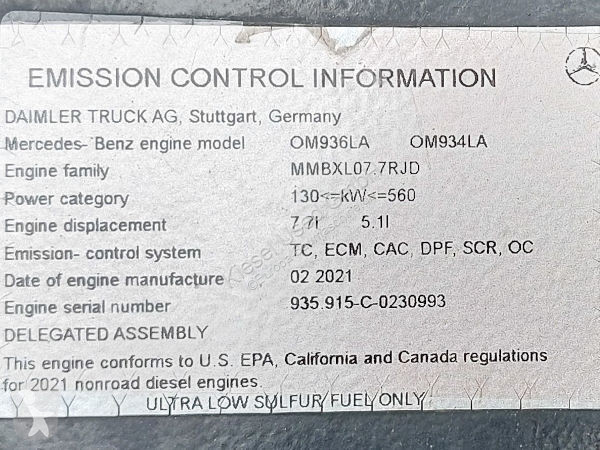 EMISSION CONTROL INFORMATION
DAIMLER TRUCK AG, Stuttgart, Germany
Mercedes- Benz engine model OM936LA OM934LA
Engine family MMBXL07.7RJD
Power category 130<=kW<=560
Engine displacement 7.7l 5.1l
Emission- control system TC, ECM, CAC, DPF, SCR, OC
Date of engine manufacture 02 2021
Engine serial number 935.915-C-0230993
DELEGATED ASSEMBLY
This engine conforms to U.S. EPA, California and Canada regulations
for 2021 nonroad diesel engines.
ULTRA LOW SULFUR FUEL ONLY